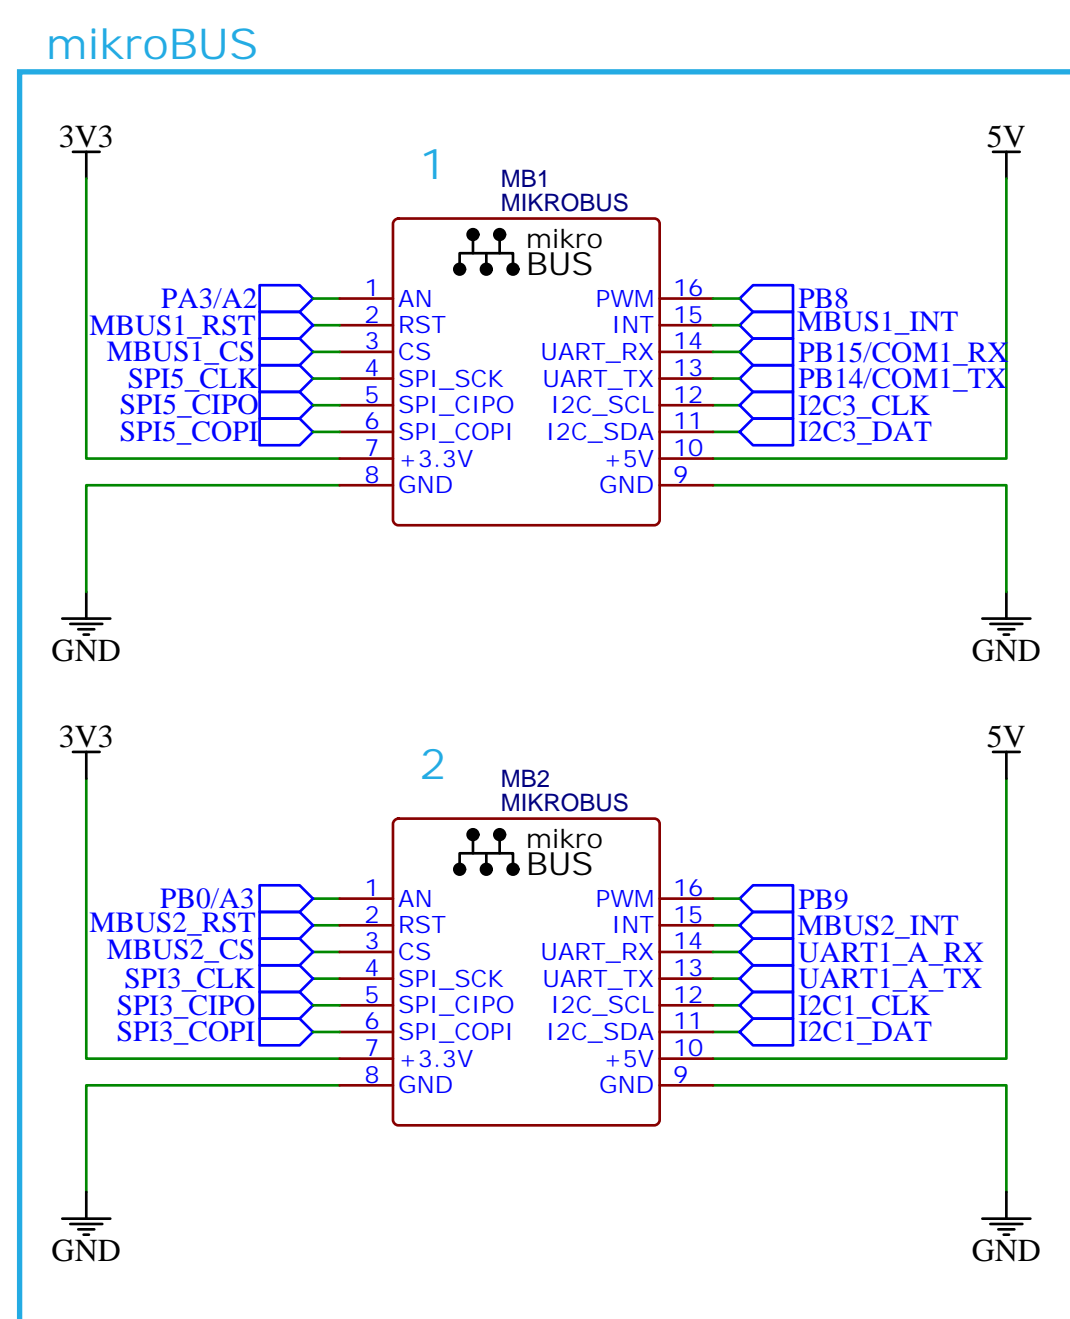 mikroBUS
3V3
5V
1
MB1
MIKROBUS
mikro
BUS
PA3/A2 1 AN PWM 16 PB8
MBUS1_RST 2 RST INT 15 MBUS1_INT
MBUS1_CS 3 CS UART_RX 14 PB15/COM1_RX
SPI5_CLK 4 SPI_SCK UART_TX 13 PB14/COM1_TX
SPI5_CIPO 5 SPI_CIPO I2C_SCL 12 I2C3_CLK
SPI5_COPI 6 SPI_COPI I2C_SDA 11 I2C3_DAT
7 +3.3V +5V 10
8 GND GND 9
GND
GND
3V3
5V
2
MB2
MIKROBUS
mikro
BUS
PB0/A3 1 AN PWM 16 PB9
MBUS2_RST 2 RST INT 15 MBUS2_INT
MBUS2_CS 3 CS UART_RX 14 UART1_A_RX
SPI3_CLK 4 SPI_SCK UART_TX 13 UART1_A_TX
SPI3_CIPO 5 SPI_CIPO I2C_SCL 12 I2C1_CLK
SPI3_COPI 6 SPI_COPI I2C_SDA 11 I2C1_DAT
7 +3.3V +5V 10
8 GND GND 9
GND
GND